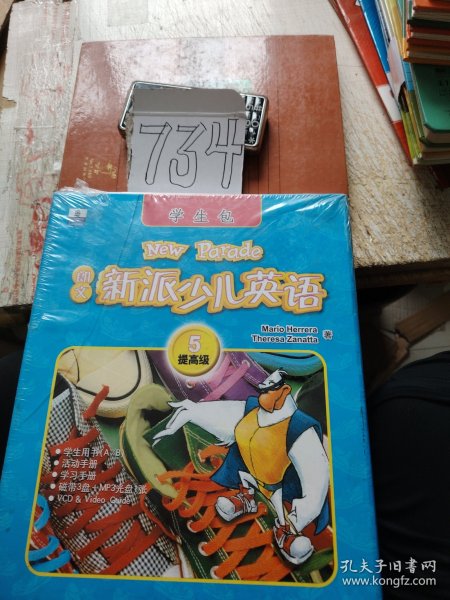 734
学生包
New Parade
朗文
新派少儿英语
5
提高级
Mario Herrera
Theresa Zanatta
著
学生用书(A、B
活动手册
学习手册
磁带3盘+MP3光盘1张
VCD & Video Guide
孔夫子旧书网
www.kongfz.com